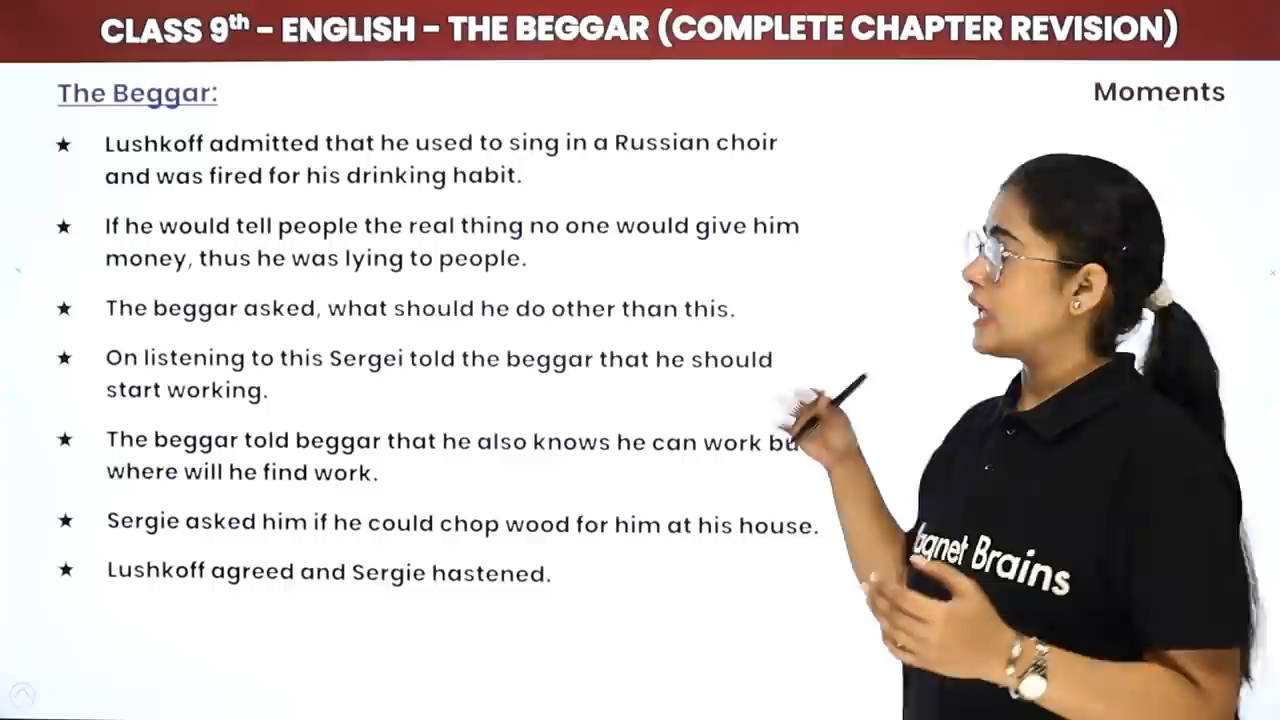 CLASS 9th - ENGLISH - THE BEGGAR (COMPLETE CHAPTER REVISION)
The Beggar:
Moments
★ Lushkoff admitted that he used to sing in a Russian choir
and was fired for his drinking habit.
★ If he would tell people the real thing no one would give him
money, thus he was lying to people.
★ The beggar asked, what should he do other than this.
★ On listening to this Sergei told the beggar that he should
start working.
★ The beggar told beggar that he also knows he can work bu
where will he find work.
★ Sergie asked him if he could chop wood for him at his house.
★ Lushkoff agreed and Sergie hastened.
agnet Brains